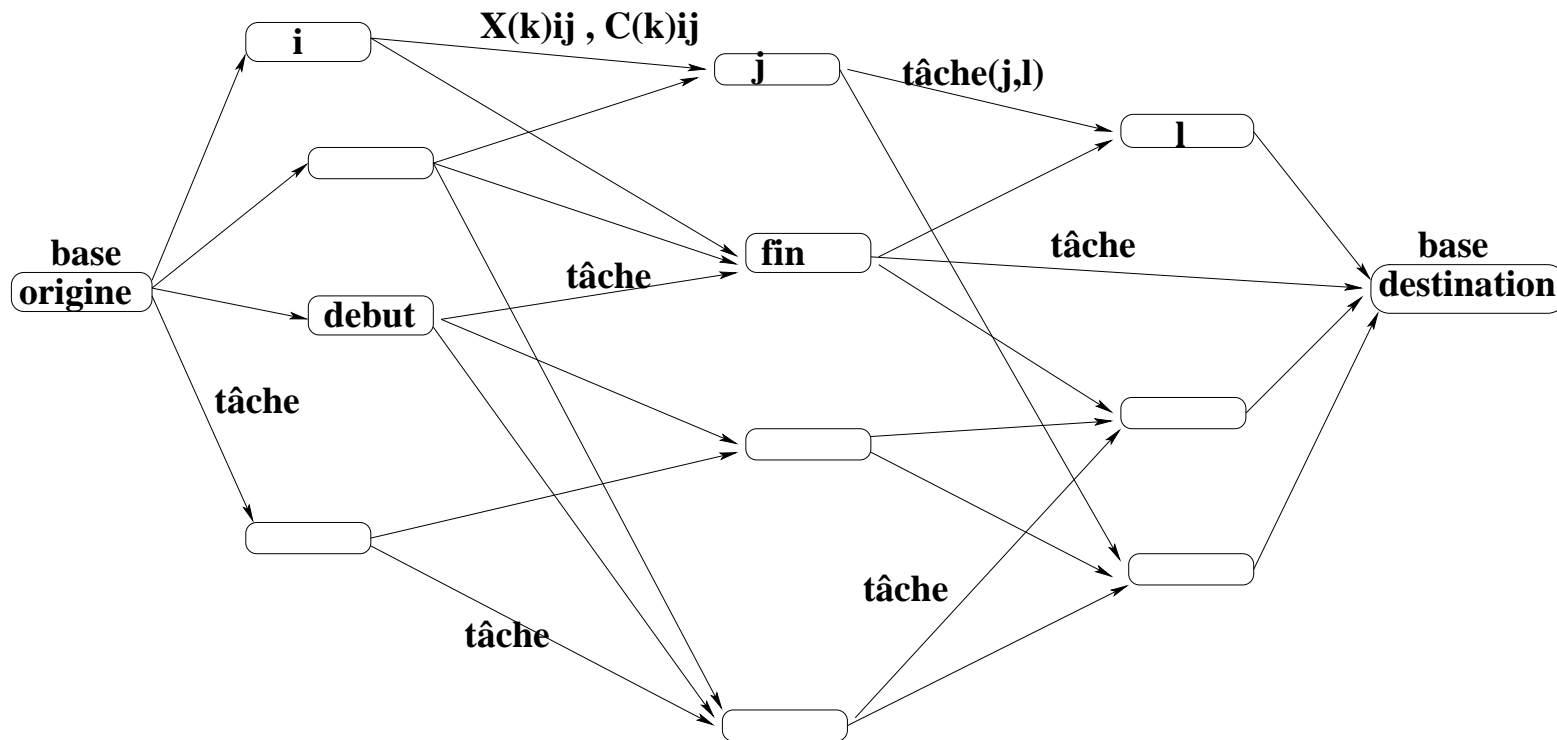 i
X(k)ij , C(k)ij
j
tâche(j,l)
l
base
origine
debut
tâche
fin
tâche
base
destination
tâche
tâche
tâche